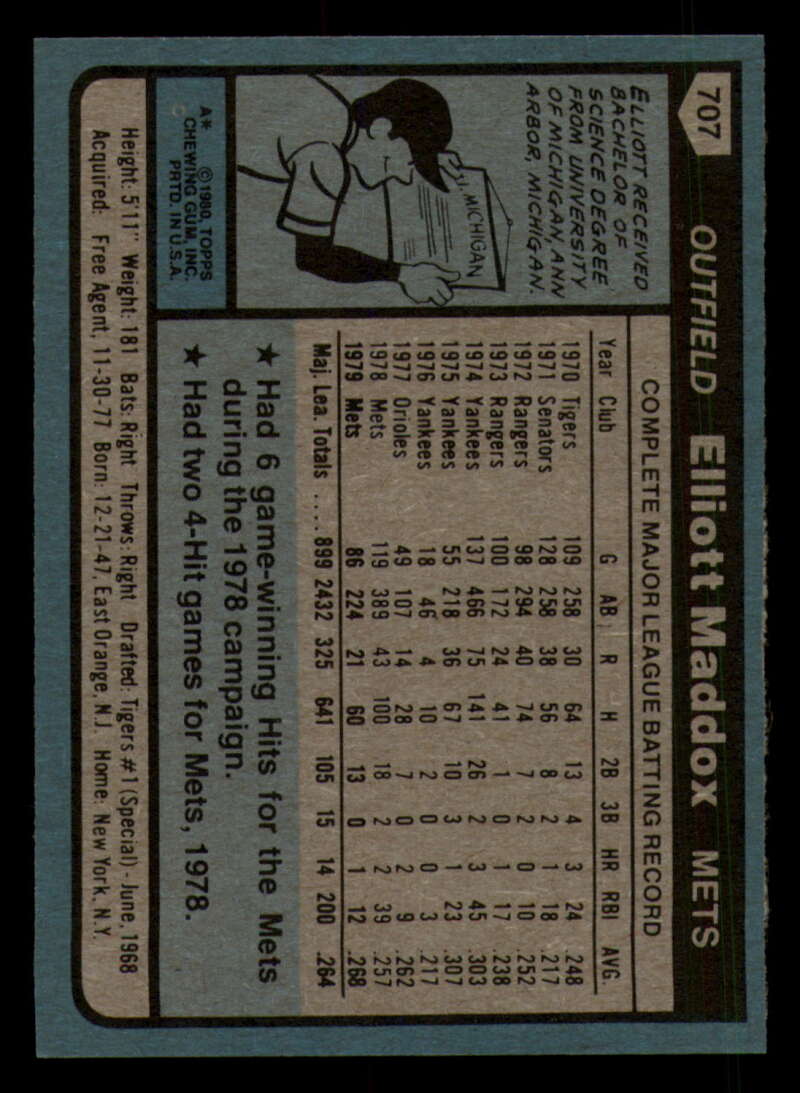 707
OUTFIELD Elliott Maddox METS
ELLIOTT RECEIVED
BACHELOR OF
SCIENCE DEGREE
FROM UNIVERSITY
OF MICHIGAN, ANN
ARBOR, MICHIGAN.
MICHIGAN
A* ©1980, TOPPS
CHEWING GUM, INC.
PRTD. IN U.S.A.
COMPLETE MAJOR LEAGUE BATTING RECORD
Year Club G AB R H 2B 3B HR RBI AVG.
1970 Tigers 109 258 30 64 13 4 3 24 .248
1971 Senators 128 258 38 56 8 2 1 18 .217
1972 Rangers 98 294 40 74 7 2 0 10 .252
1973 Rangers 100 172 24 41 1 0 1 17 .238
1974 Yankees 137 466 75 141 26 2 3 45 .303
1975 Yankees 55 218 36 67 10 3 1 23 .307
1976 Yankees 18 46 4 10 2 0 0 3 .217
1977 Orioles 49 107 14 28 7 0 2 9 .262
1978 Mets 119 389 43 100 18 2 2 39 .257
1979 Mets 86 224 21 60 13 0 1 12 .268
Maj. Lea. Totals .... 899 2432 325 641 105 15 14 200 .264
★ Had 6 game-winning Hits for the Mets
during the 1978 campaign.
★ Had two 4-Hit games for Mets, 1978.
Height: 5'11" Weight: 181 Bats: Right Throws: Right Drafted: Tigers #1 (Special) - June, 1968
Acquired: Free Agent, 11-30-77 Born: 12-21-47, East Orange, N.J. Home: New York, N.Y.